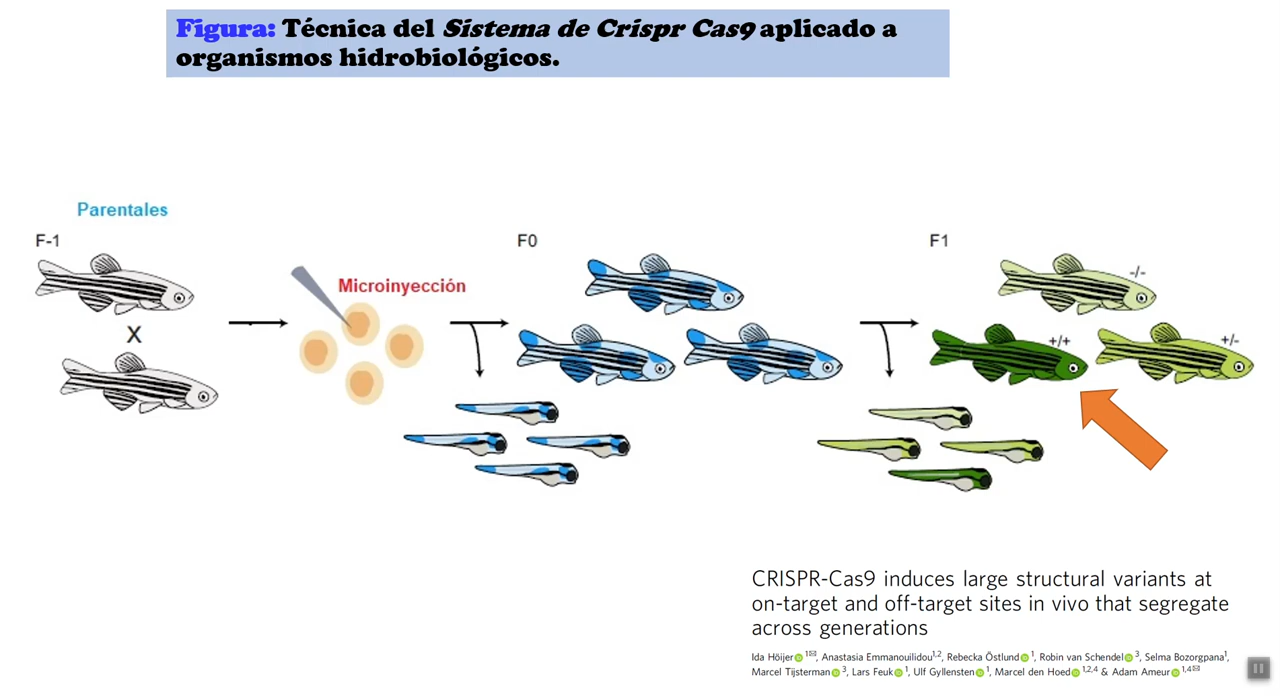 Figura: Técnica del Sistema de Crispr Cas9 aplicado a
organismos hidrobiológicos.
Parentales
F-1
X
Microinyección
F0
F1
-/-
+/+
+/-
CRISPR-Cas9 induces large structural variants at
on-target and off-target sites in vivo that segregate
across generations
Ida Höijer 1✉, Anastasia Emmanouilidou1,2, Rebecka Östlund 1, Robin van Schendel 3, Selma Bozorgpana1,
Marcel Tijsterman 3, Lars Feuk 1, Ulf Gyllensten 1, Marcel den Hoed 1,2,4 & Adam Ameur 1,4✉